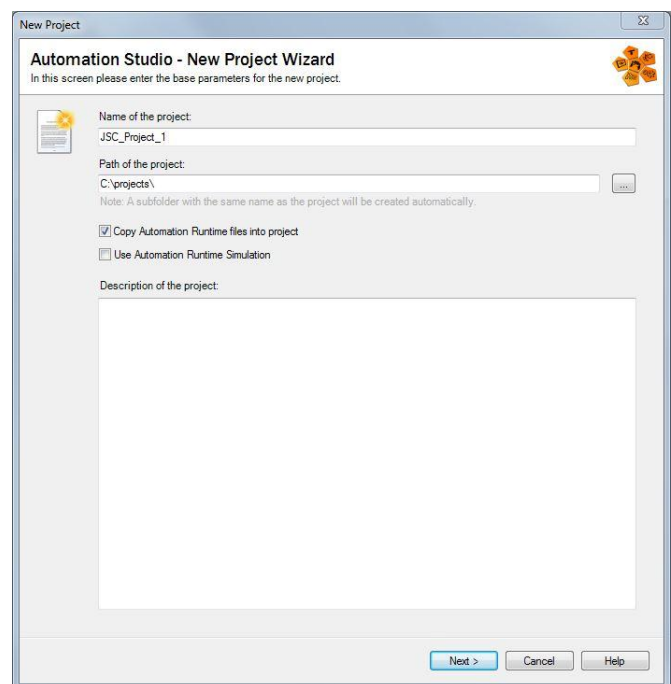 New Project
Automation Studio - New Project Wizard
In this screen please enter the base parameters for the new project.
Name of the project:
JSC_Project_1
Path of the project:
C:\projects\
...
Note: A subfolder with the same name as the project will be created automatically.
Copy Automation Runtime files into project
Use Automation Runtime Simulation
Description of the project:
Next >
Cancel
Help